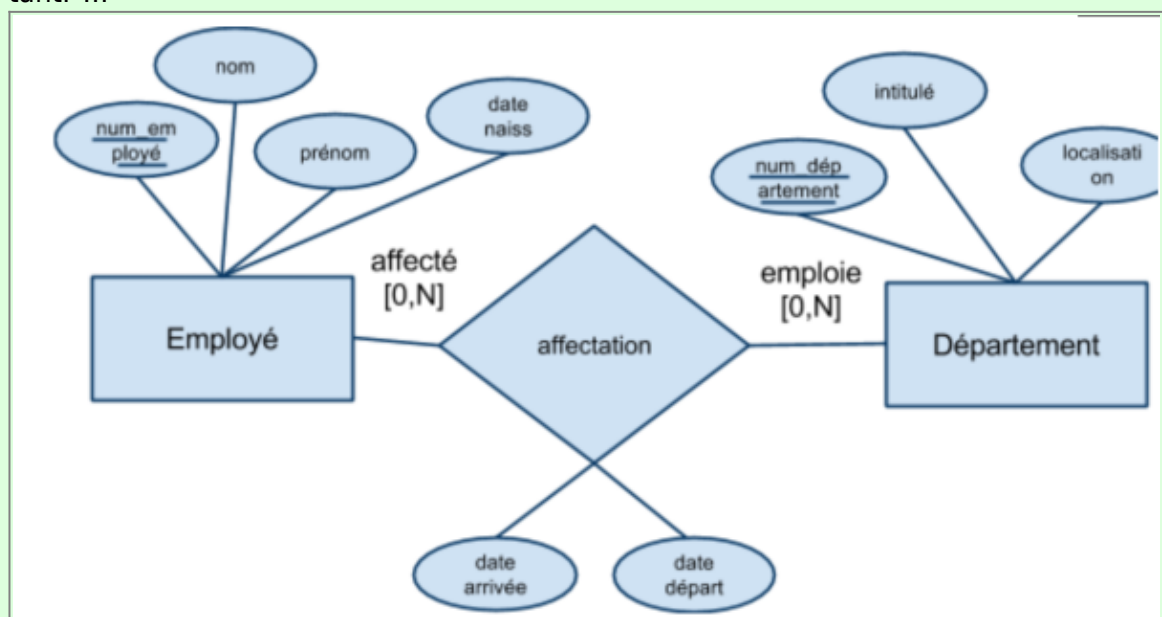 nom
num_em
ployé
prénom
date
naiss
intitulé
num_dép
artement
localisati
on
affecté
[0,N]
emploie
[0,N]
Employé
affectation
Département
date
arrivée
date
départ